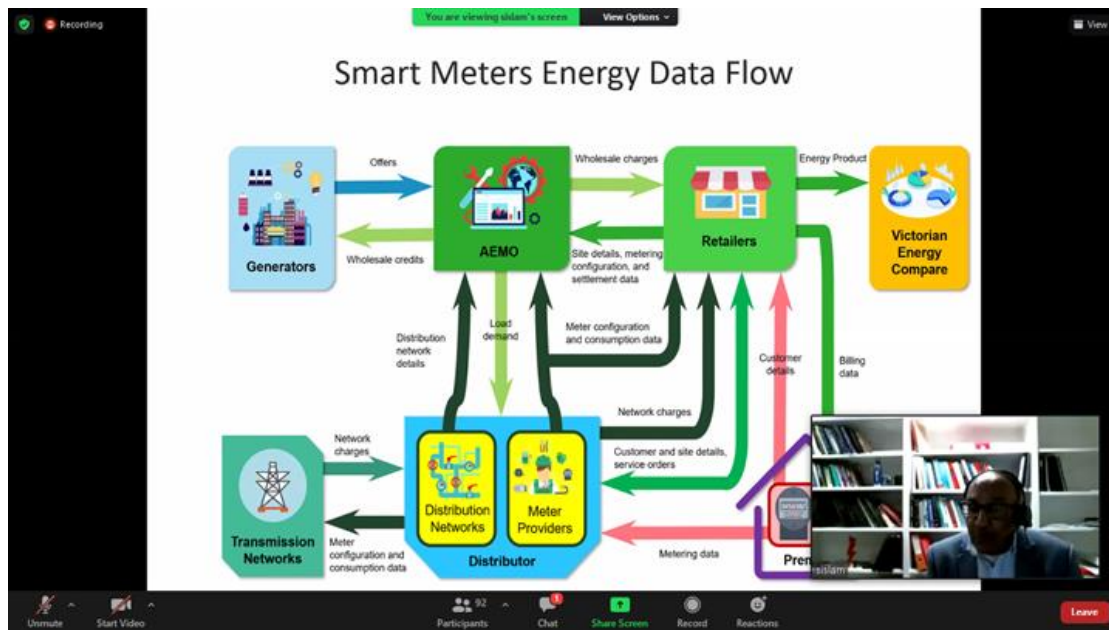 Recording
You are viewing sislam's screen
View Options
View
Smart Meters Energy Data Flow
Offers
Wholesale charges
Energy Product
Generators
AEMO
Retailers
Victorian
Energy
Compare
Wholesale credits
Site details, metering
configuration, and
settlement data
Distribution
network
details
Load
demand
Meter configuration
and consumption data
Customer
details
Billing
data
Network
charges
Network charges
Customer and site details,
service orders
Distribution
Networks
Meter
Providers
Transmission
Networks
Meter
configuration and
consumption data
Distributor
Metering data
Prem
sislam
Unmute
Start Video
92
Participants
1
Chat
Share Screen
Record
Reactions
Leave